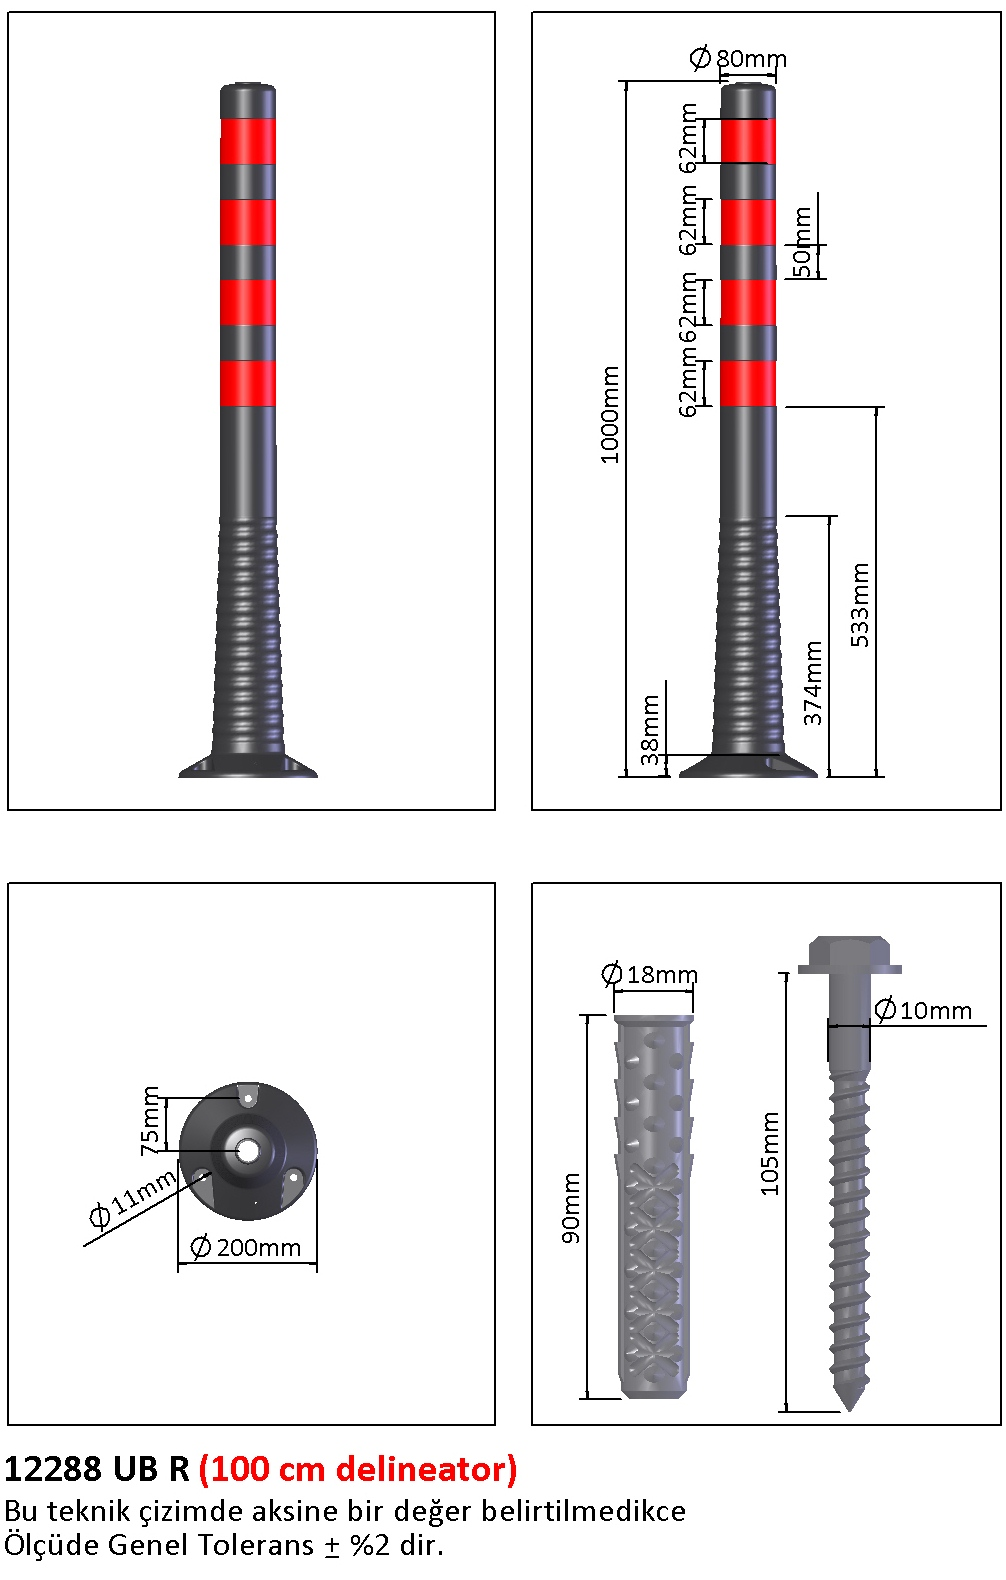 Ø80mm
62mm
62mm
50mm
62mm
62mm
1000mm
533mm
374mm
38mm
75mm
Ø11mm
Ø200mm
Ø18mm
90mm
Ø10mm
105mm
12288 UB R (100 cm delineator)
Bu teknik çizimde aksine bir değer belirtilmedikce
Ölçüde Genel Tolerans ± %2 dir.